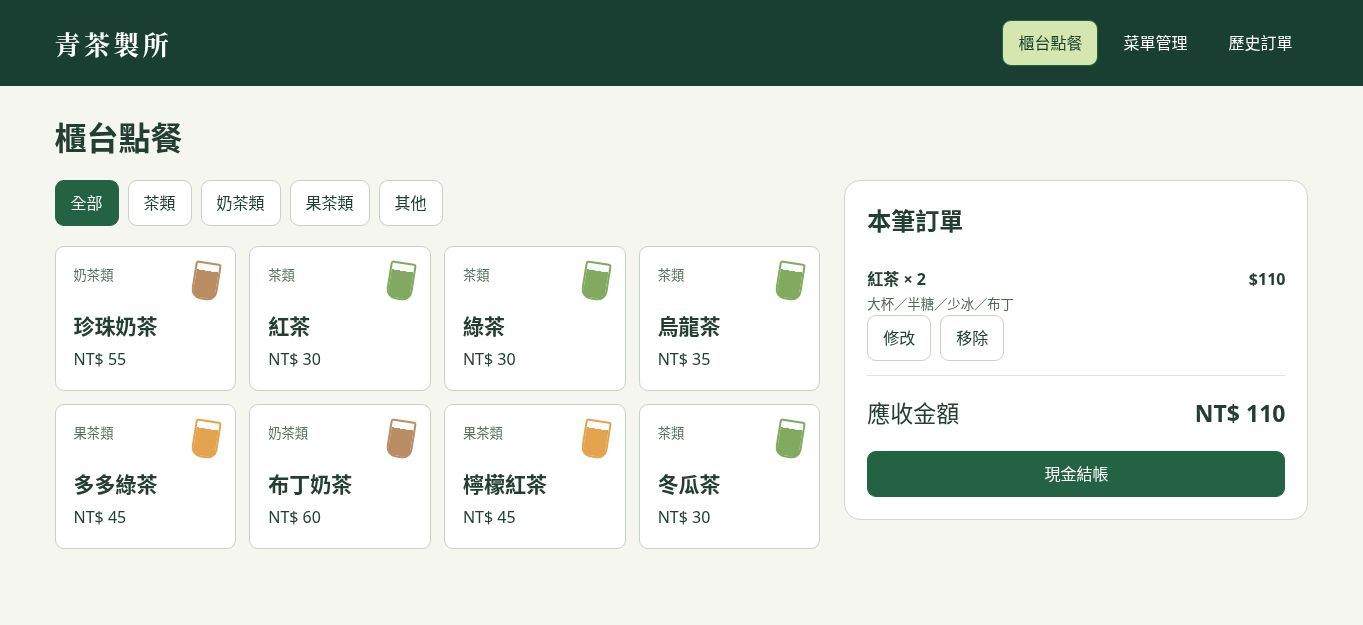 青茶製所
櫃台點餐 菜單管理 歷史訂單
櫃台點餐
全部 茶類 奶茶類 果茶類 其他
奶茶類
珍珠奶茶
NT$ 55
茶類
紅茶
NT$ 30
茶類
綠茶
NT$ 30
茶類
烏龍茶
NT$ 35
果茶類
多多綠茶
NT$ 45
奶茶類
布丁奶茶
NT$ 60
果茶類
檸檬紅茶
NT$ 45
茶類
冬瓜茶
NT$ 30
本筆訂單
紅茶 × 2 $110
大杯／半糖／少冰／布丁
修改 移除
應收金額 NT$ 110
現金結帳